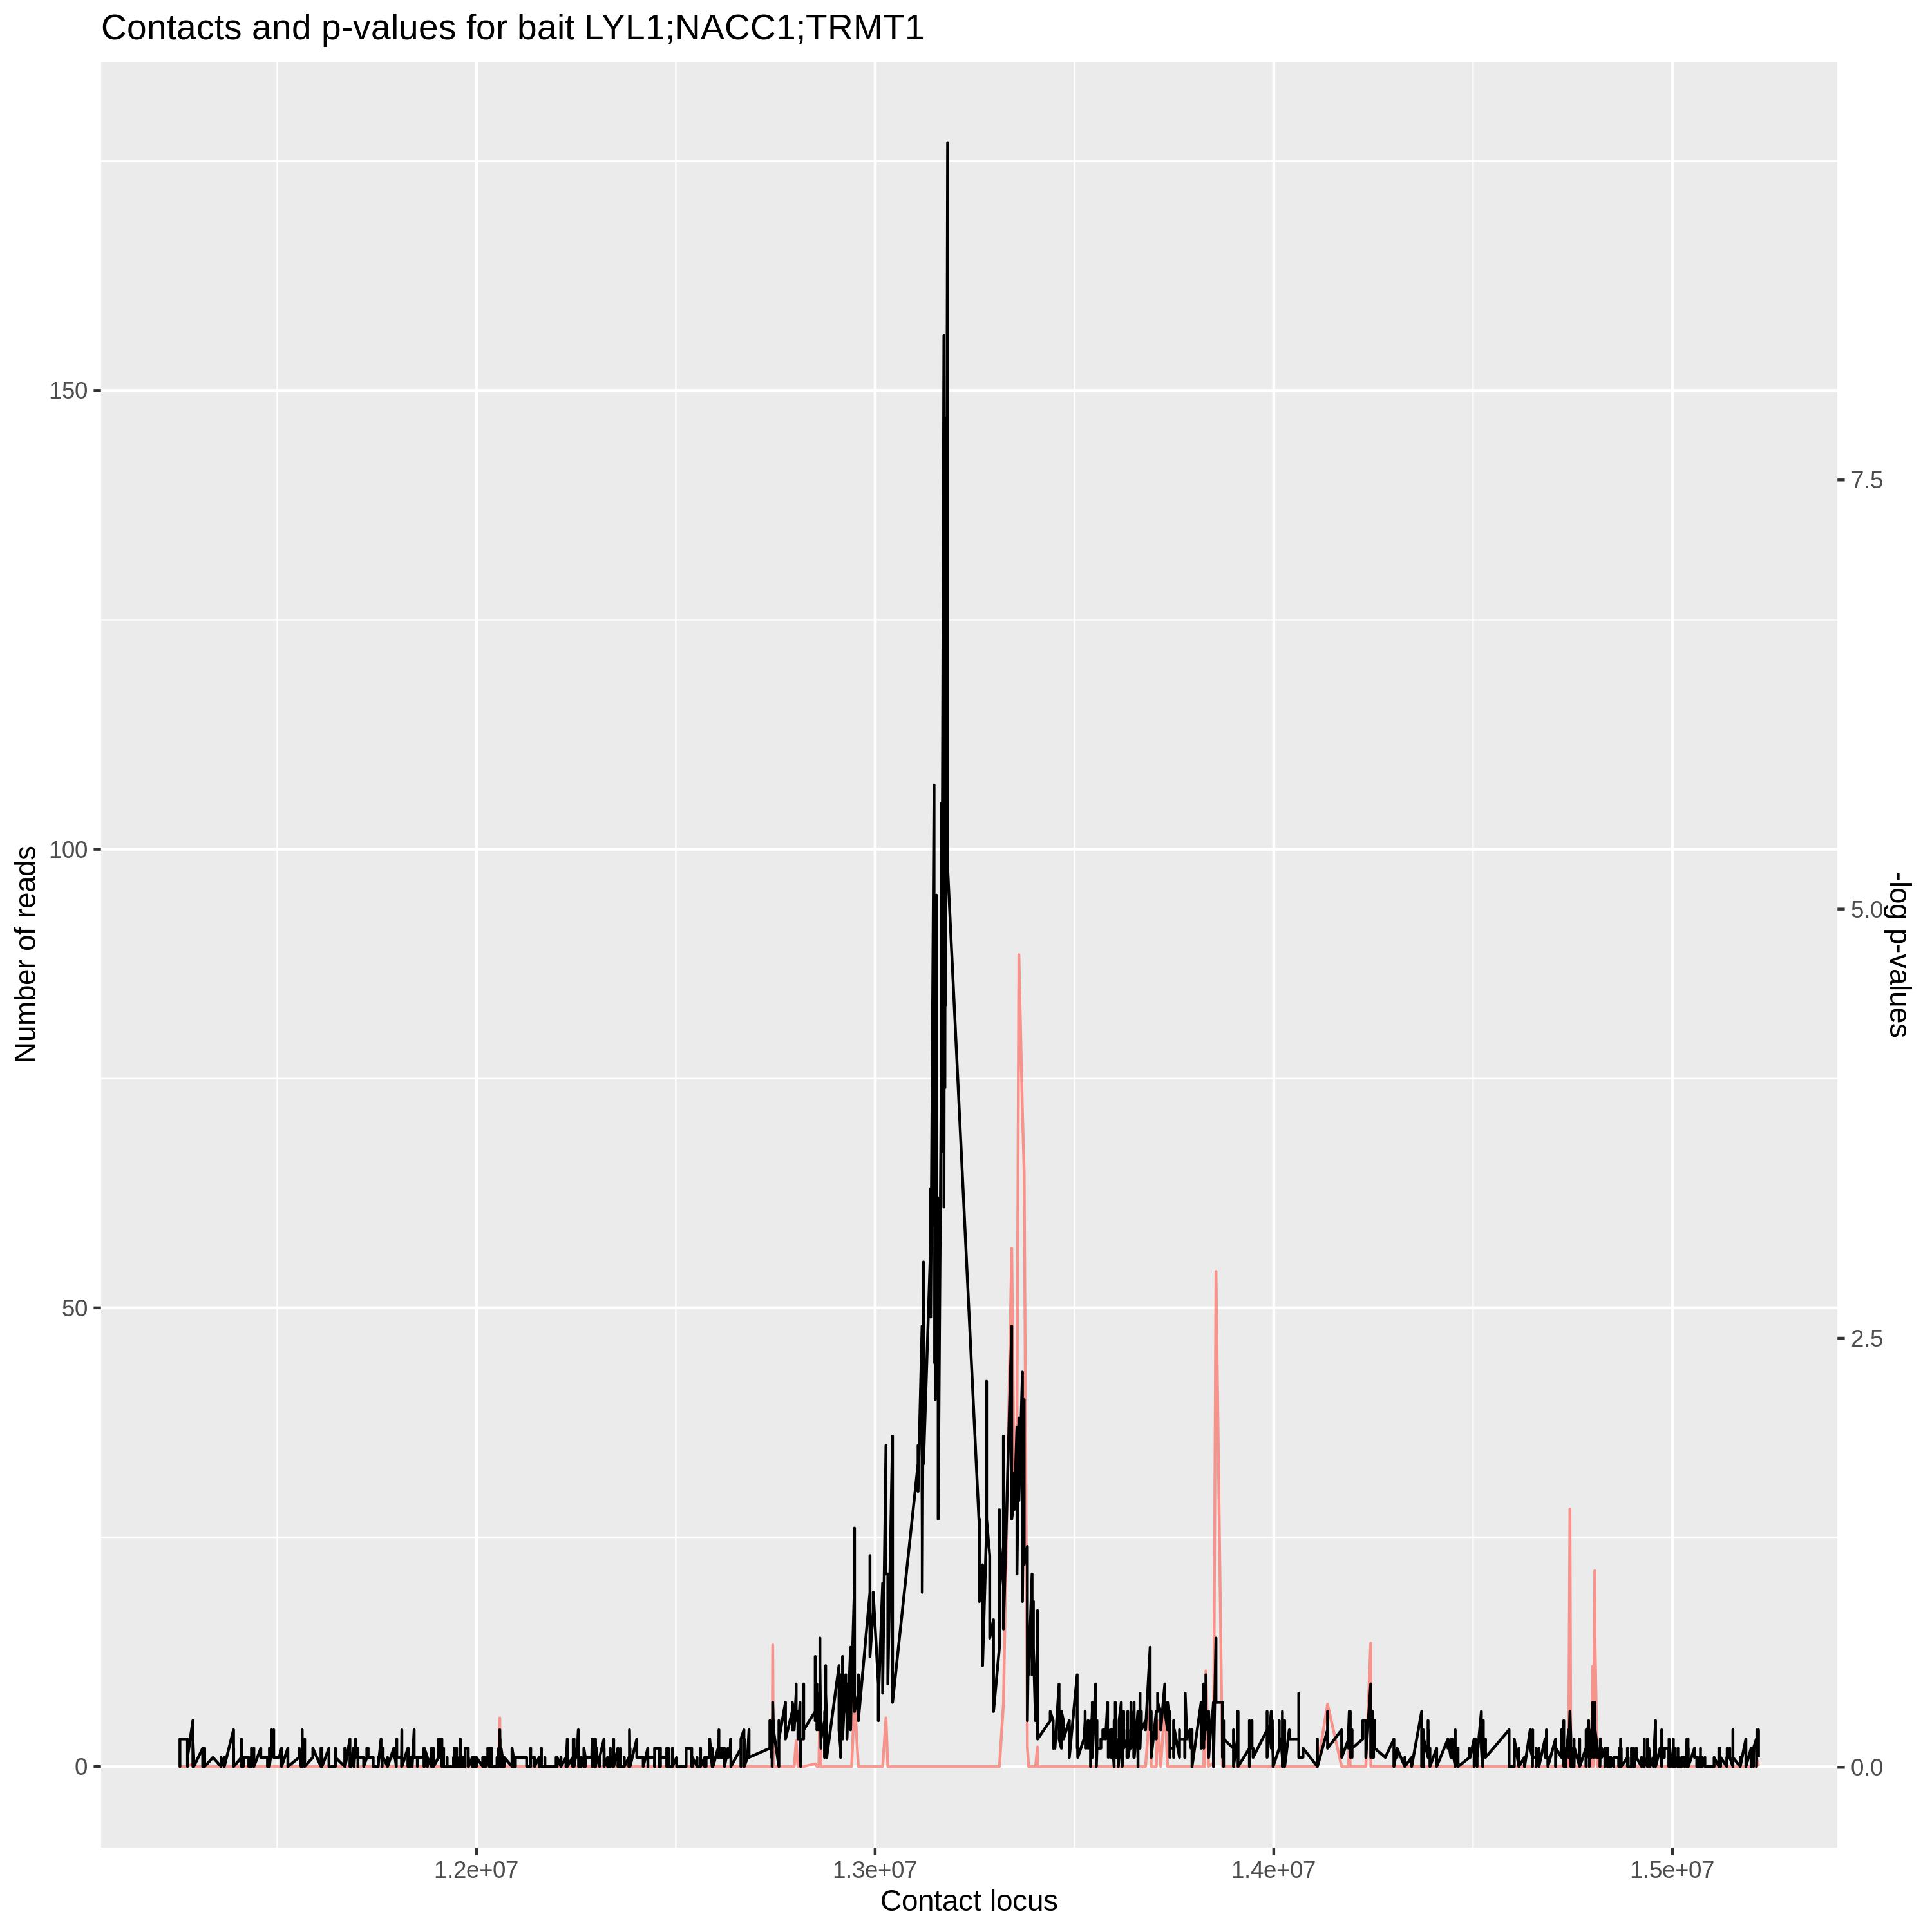 Contacts and p-values for bait LYL1;NACC1;TRMT1
150
100
50
0
Number of reads
7.5
5.0
2.5
0.0
-log p-values
1.2e+07
1.3e+07
1.4e+07
1.5e+07
Contact locus